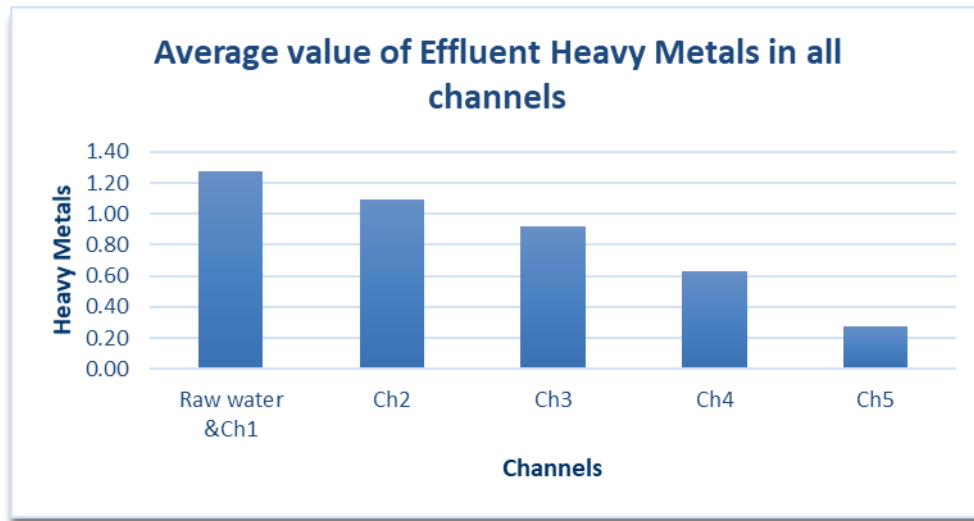 Average value of Effluent Heavy Metals in all
channels
Heavy Metals
1.40
1.20
1.00
0.80
0.60
0.40
0.20
0.00
Raw water
&Ch1
Ch2
Ch3
Ch4
Ch5
Channels